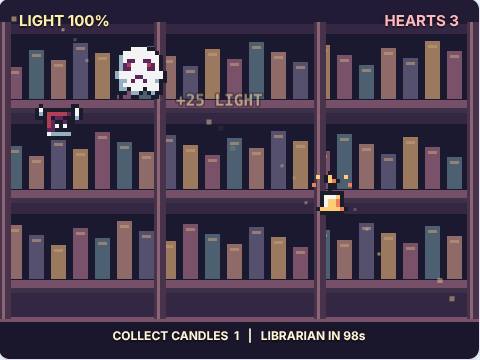 LIGHT 100%
HEARTS 3
+25 LIGHT
COLLECT CANDLES 1 | LIBRARIAN IN 98s